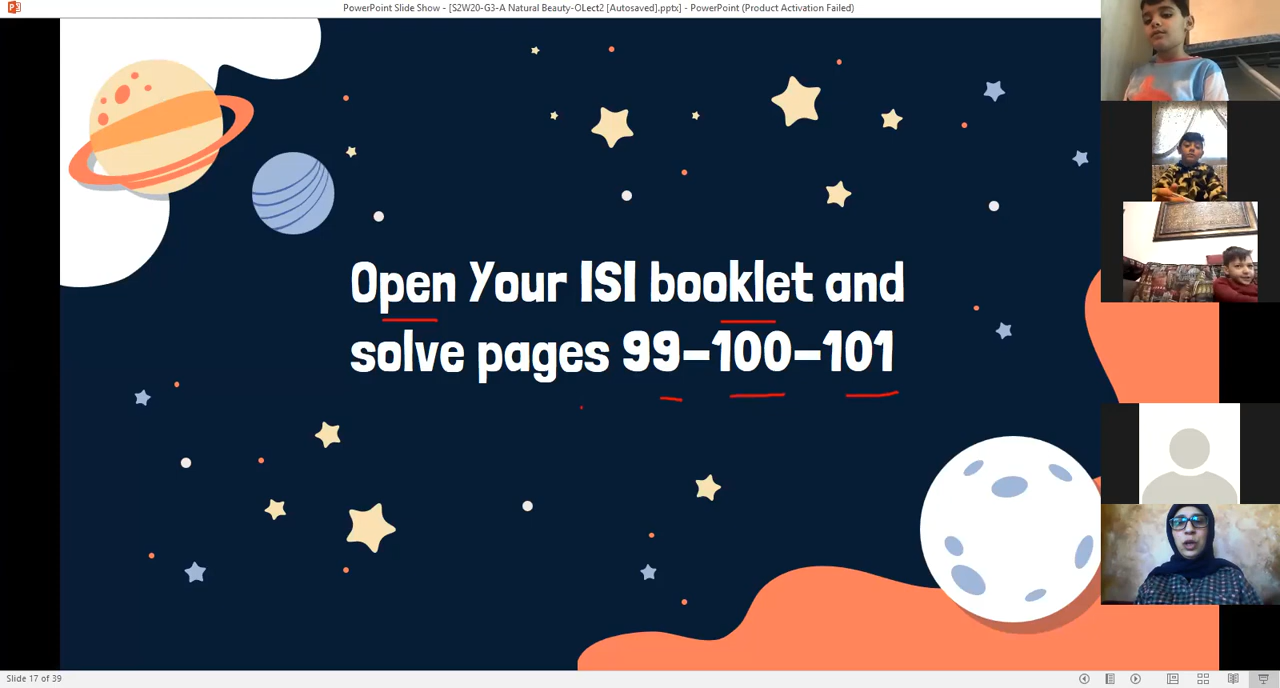 PowerPoint Slide Show - [S2W20-G3-A Natural Beauty-OLect2 [Autosaved].pptx] - PowerPoint (Product Activation Failed)
Open Your ISI booklet and
solve pages 99-100-101
Slide 17 of 39